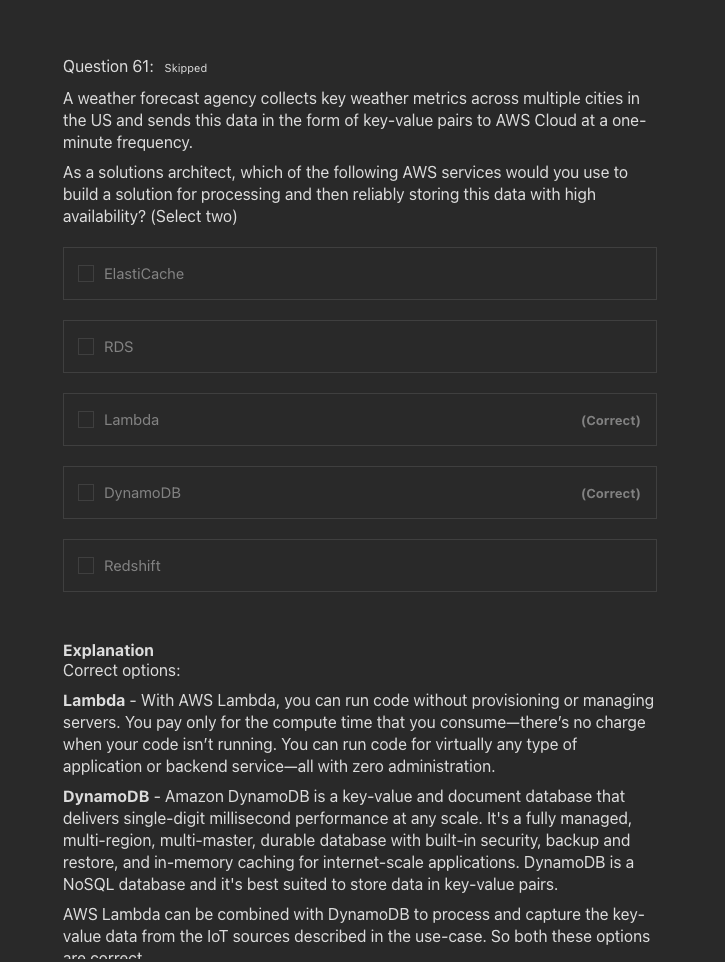 Question 61: Skipped
A weather forecast agency collects key weather metrics across multiple cities in
the US and sends this data in the form of key-value pairs to AWS Cloud at a one-
minute frequency.
As a solutions architect, which of the following AWS services would you use to
build a solution for processing and then reliably storing this data with high
availability? (Select two)
ElastiCache
RDS
Lambda (Correct)
DynamoDB (Correct)
Redshift
Explanation
Correct options:
Lambda - With AWS Lambda, you can run code without provisioning or managing
servers. You pay only for the compute time that you consume—there’s no charge
when your code isn’t running. You can run code for virtually any type of
application or backend service—all with zero administration.
DynamoDB - Amazon DynamoDB is a key-value and document database that
delivers single-digit millisecond performance at any scale. It's a fully managed,
multi-region, multi-master, durable database with built-in security, backup and
restore, and in-memory caching for internet-scale applications. DynamoDB is a
NoSQL database and it's best suited to store data in key-value pairs.
AWS Lambda can be combined with DynamoDB to process and capture the key-
value data from the IoT sources described in the use-case. So both these options
are correct.